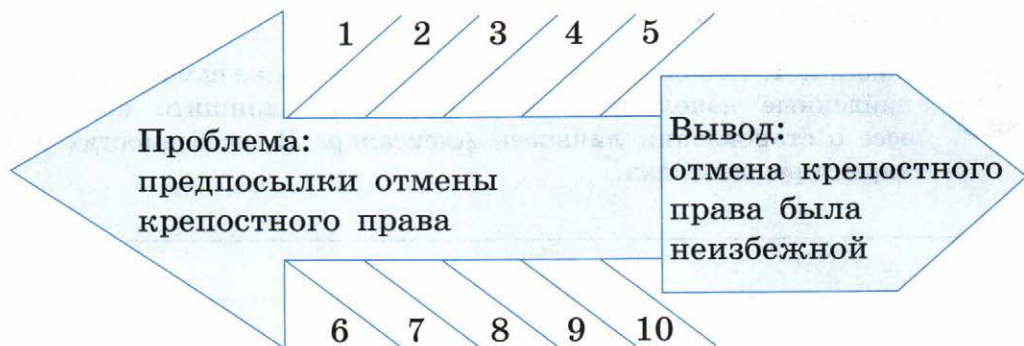 1 2 3 4 5
Проблема:
предпосылки отмены
крепостного права
Вывод:
отмена крепостного
права была
неизбежной
6 7 8 9 10